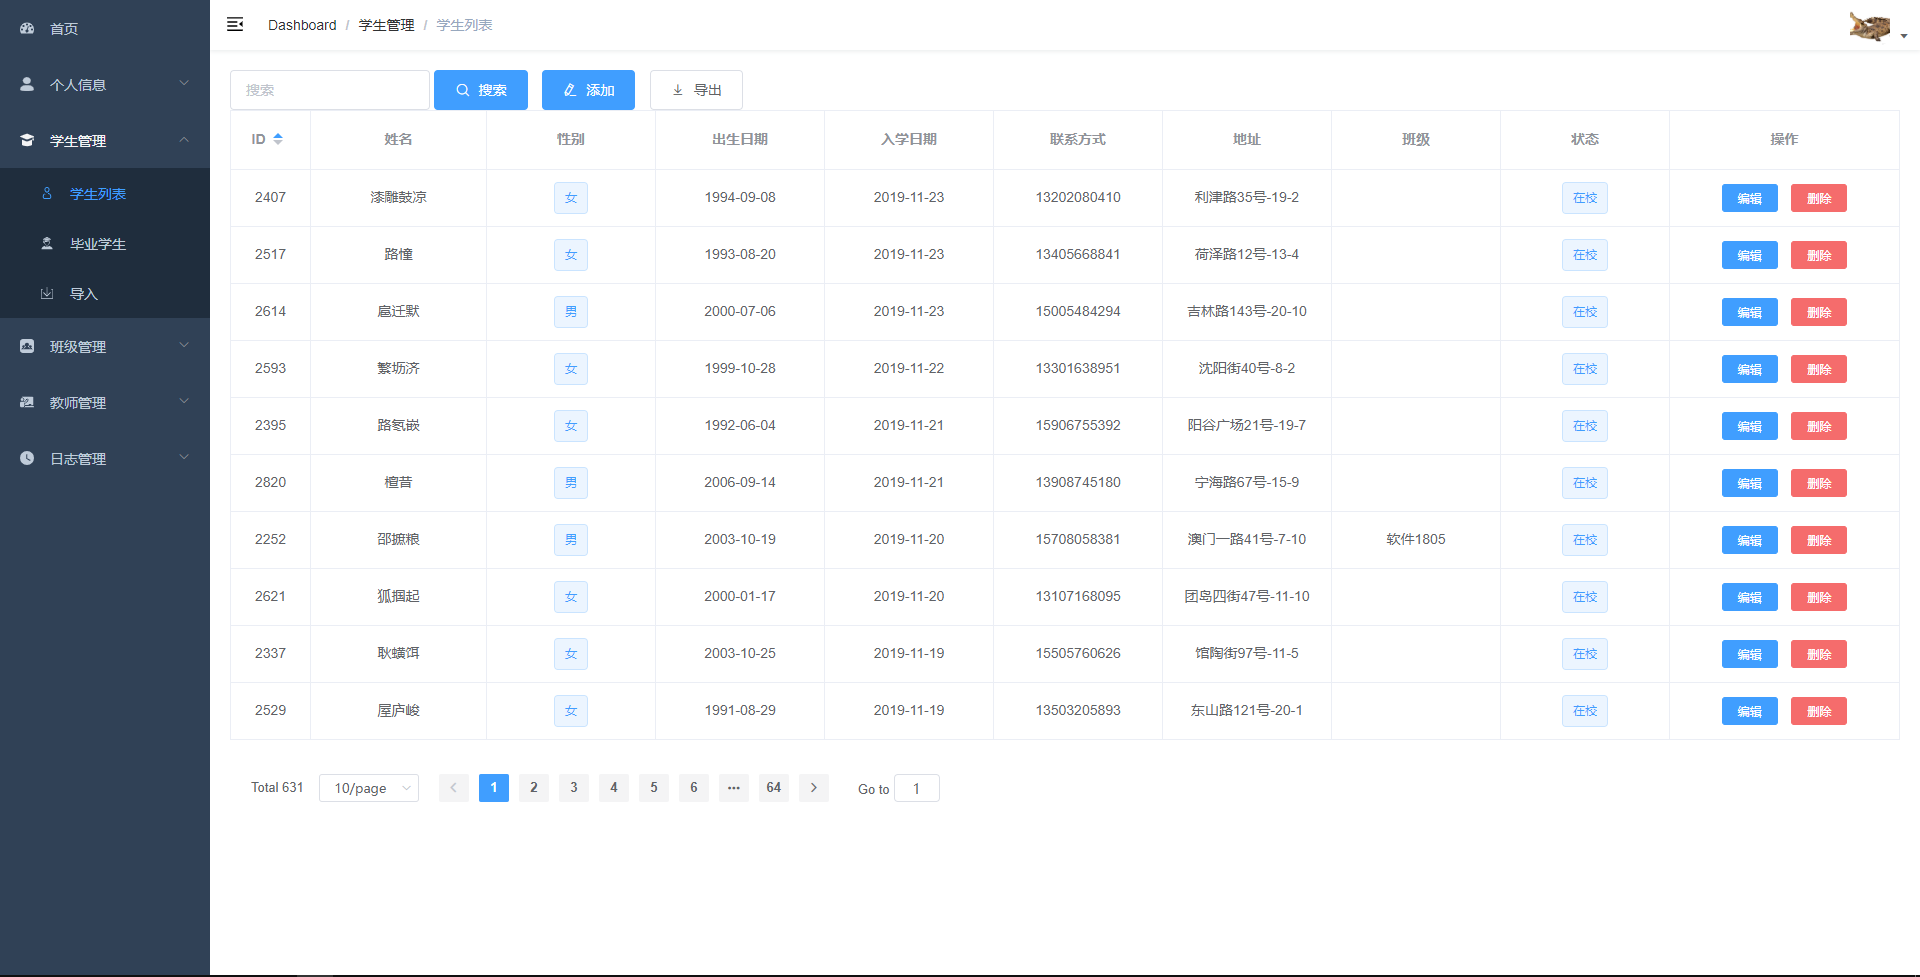 首页
个人信息
学生管理
学生列表
毕业学生
导入
班级管理
教师管理
日志管理
Dashboard / 学生管理 / 学生列表
搜索 搜索 添加 导出
ID 姓名 性别 出生日期 入学日期 联系方式 地址 班级 状态 操作
2407 漆雕鼓凉 女 1994-09-08 2019-11-23 13202080410 利津路35号-19-2 在校 编辑 删除
2517 路憧 女 1993-08-20 2019-11-23 13405668841 荷泽路12号-13-4 在校 编辑 删除
2614 扈迁默 男 2000-07-06 2019-11-23 15005484294 吉林路143号-20-10 在校 编辑 删除
2593 繁坜济 女 1999-10-28 2019-11-22 13301638951 沈阳街40号-8-2 在校 编辑 删除
2395 路氡嵌 女 1992-06-04 2019-11-21 15906755392 阳谷广场21号-19-7 在校 编辑 删除
2820 檀昔 男 2006-09-14 2019-11-21 13908745180 宁海路67号-15-9 在校 编辑 删除
2252 邵摭粮 男 2003-10-19 2019-11-20 15708058381 澳门一路41号-7-10 软件1805 在校 编辑 删除
2621 狐掴起 女 2000-01-17 2019-11-20 13107168095 团岛四街47号-11-10 在校 编辑 删除
2337 耿蟥饵 女 2003-10-25 2019-11-19 15505760626 馆陶街97号-11-5 在校 编辑 删除
2529 屋庐峻 女 1991-08-29 2019-11-19 13503205893 东山路121号-20-1 在校 编辑 删除
Total 631 10/page 1 2 3 4 5 6 ••• 64 Go to 1